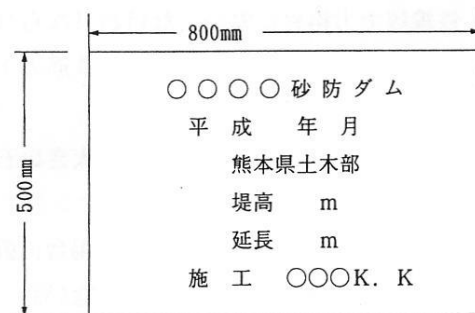 800mm
500mm
○○○○砂防ダム
平成 年 月
熊本県土木部
堤高 m
延長 m
施工 ○○○K. K